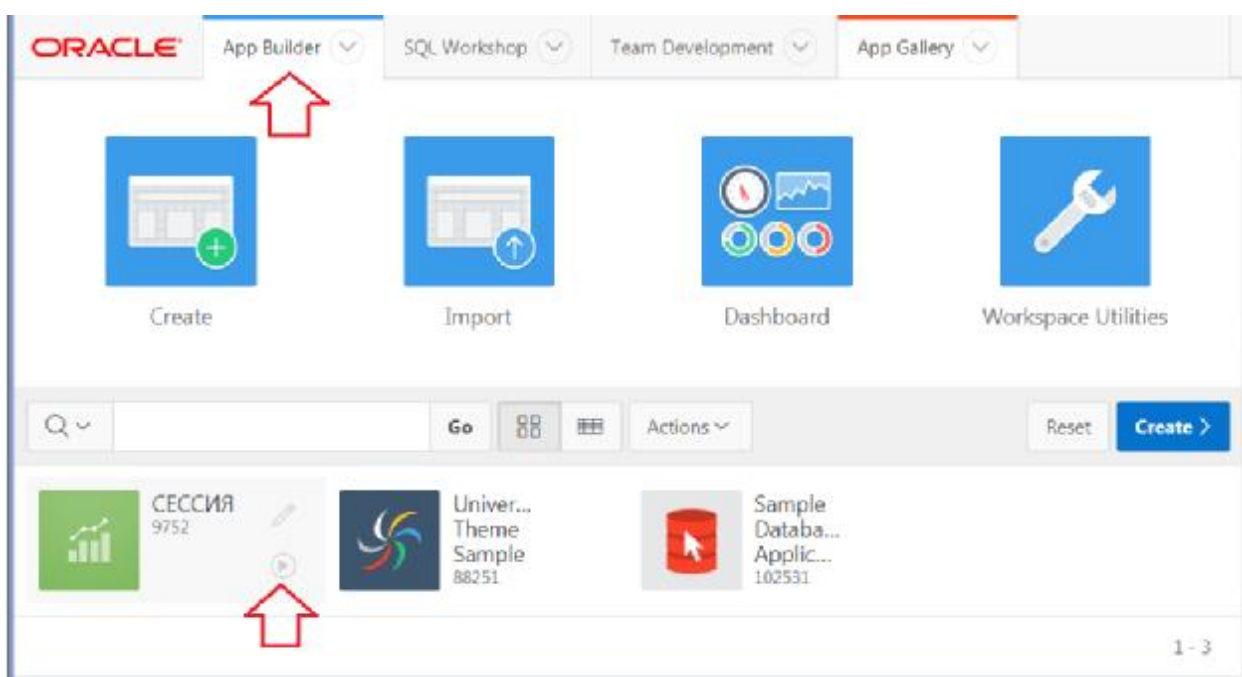 ORACLE App Builder SQL Workshop Team Development App Gallery
Create Import Dashboard Workspace Utilities
Go Actions Reset Create >
СЕССИЯ
9752
Univer...
Theme
Sample
88251
Sample
Databa...
Applic...
102531
1 - 3